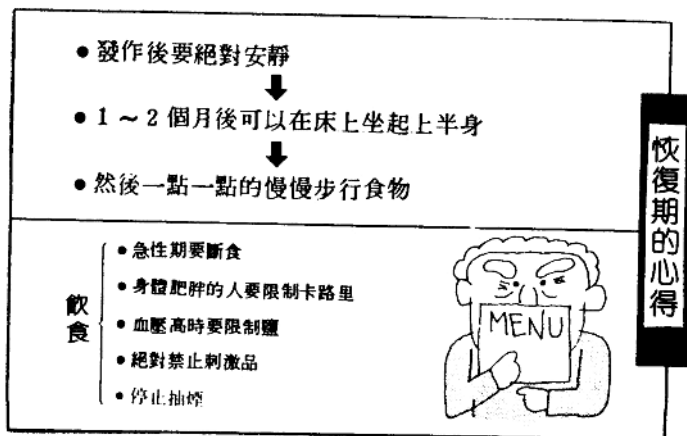 恢復期的心得
● 發作後要絕對安靜
● 1～2個月後可以在床上坐起上半身
● 然後一點一點的慢慢步行食物
飲食
● 急性期要斷食
● 身體肥胖的人要限制卡路里
● 血壓高時要限制鹽
● 絕對禁止刺激品
● 停止抽煙
MENU